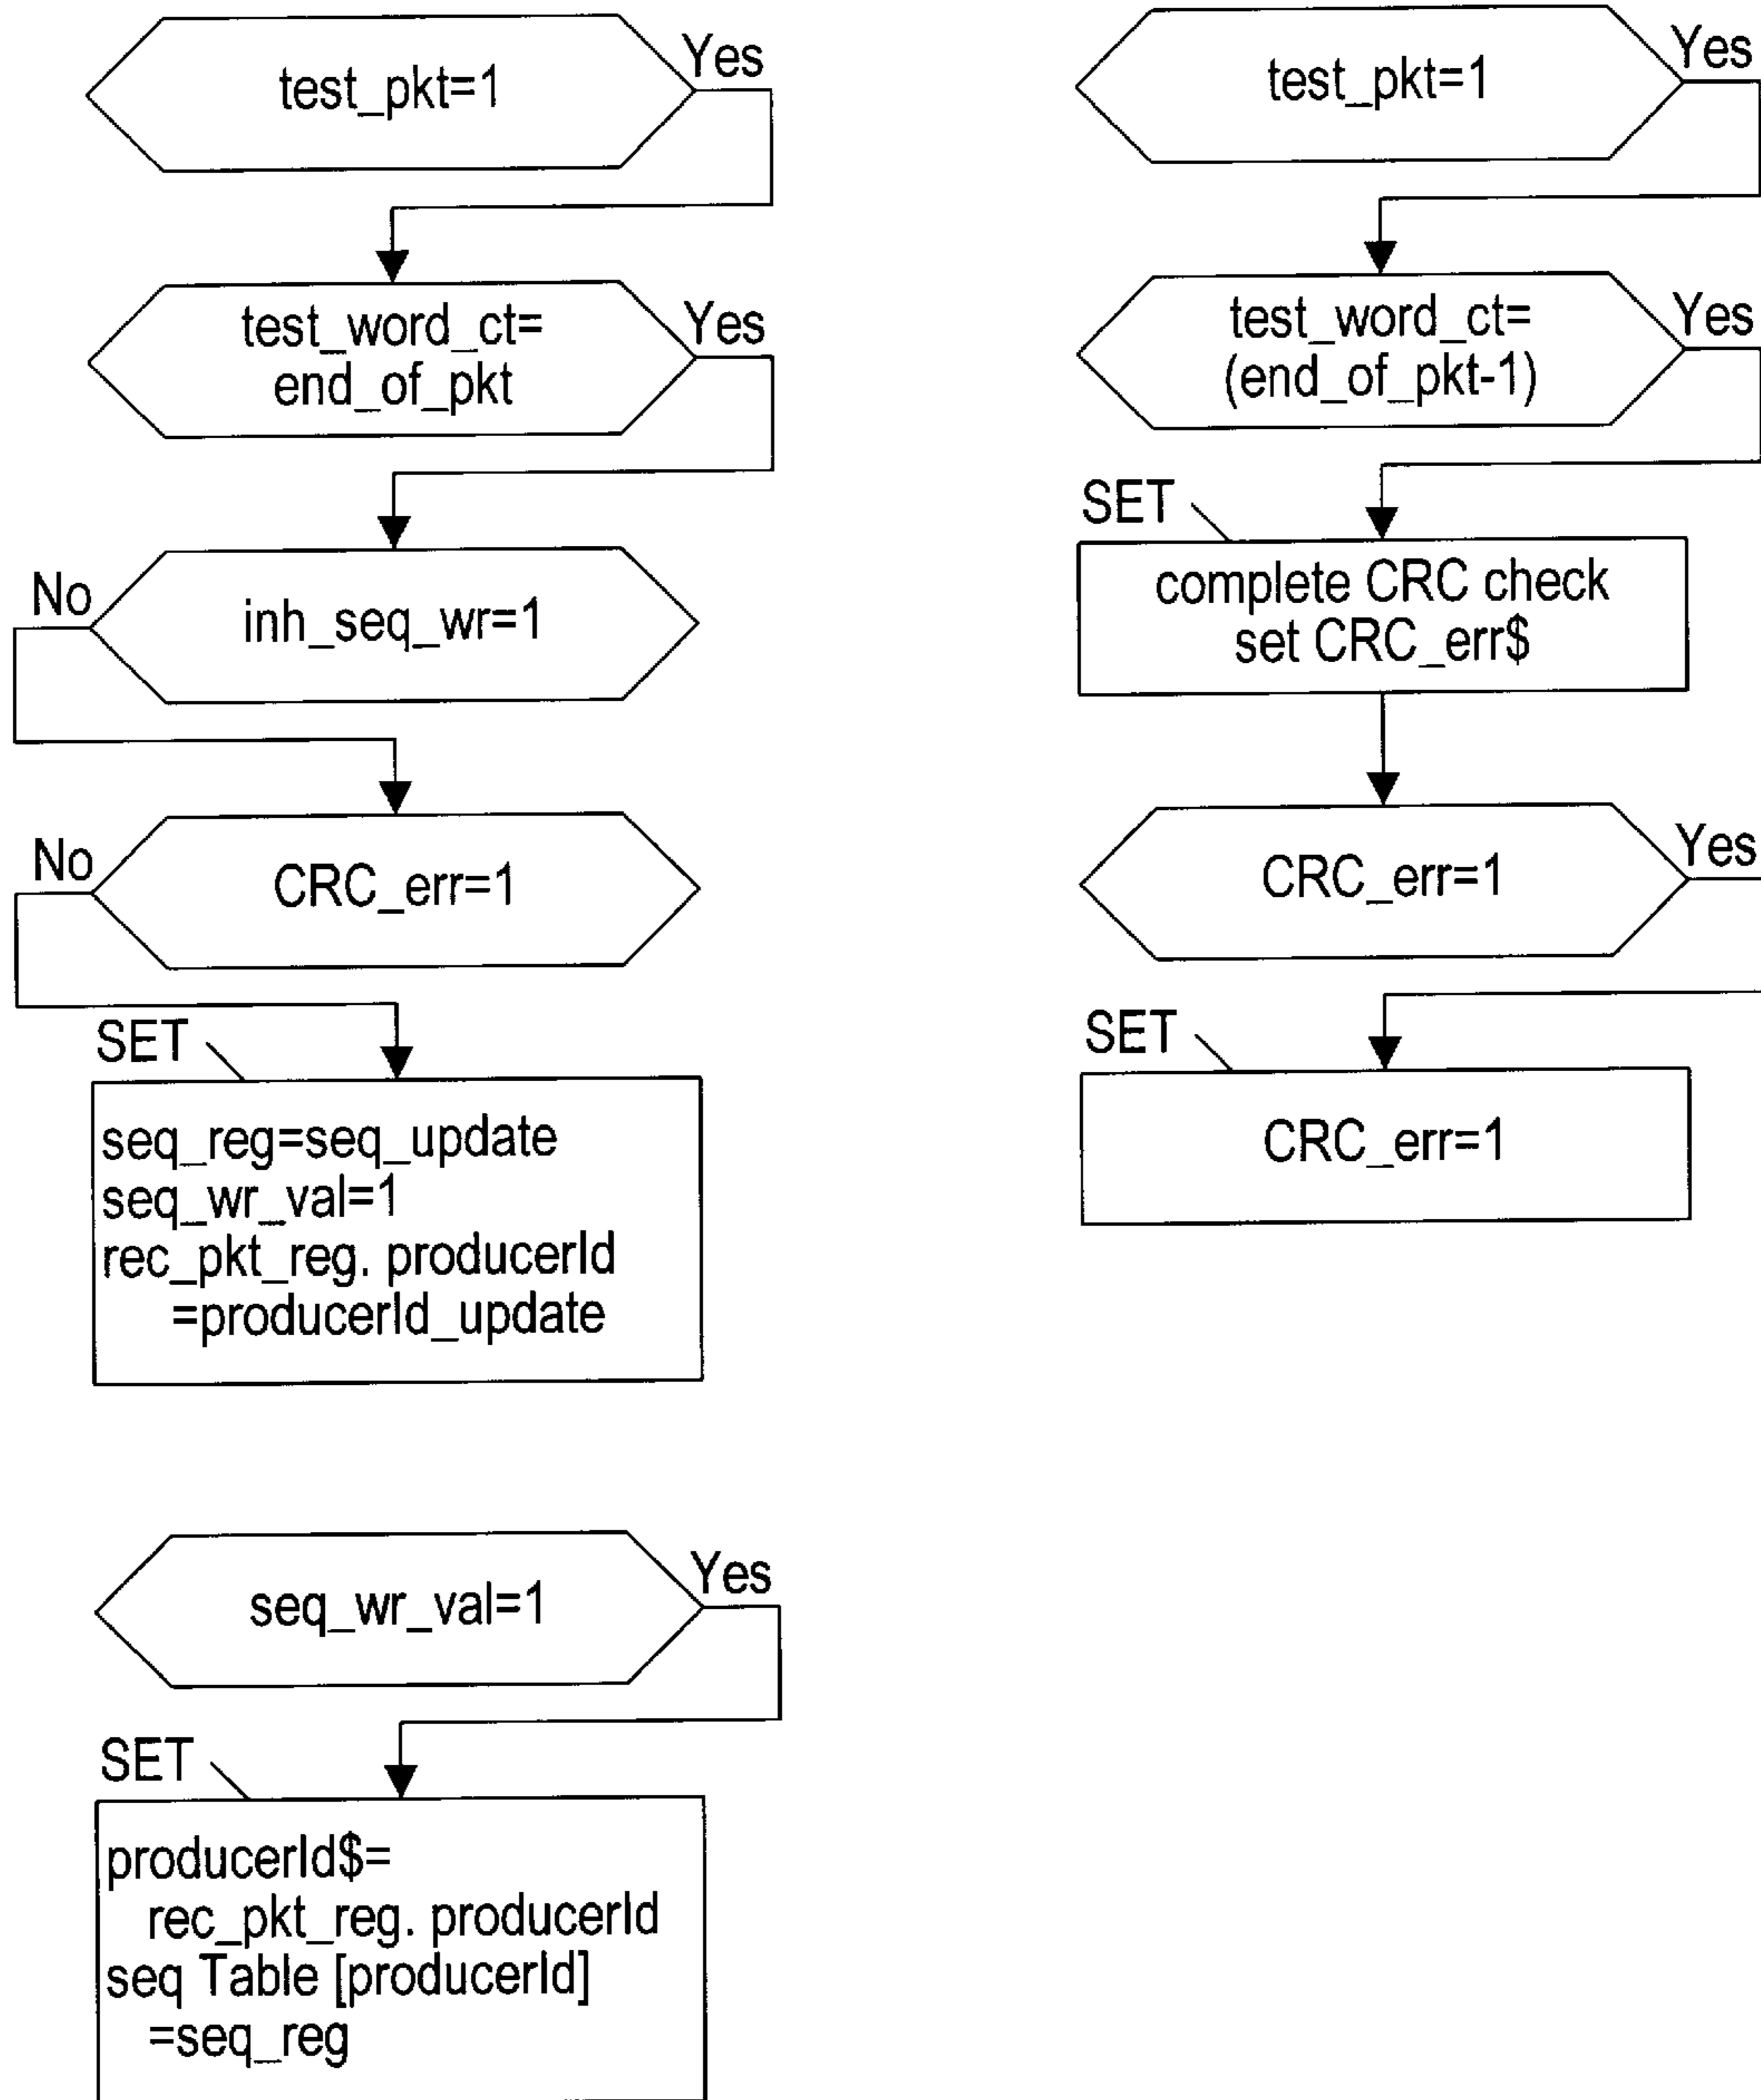 test_pkt=1
Yes
test_word_ct=
end_of_pkt
Yes
inh_seq_wr=1
No
CRC_err=1
No
SET
seq_reg=seq_update
seq_wr_val=1
rec_pkt_reg. producerId
=producerId_update
seq_wr_val=1
Yes
SET
producerId$=
rec_pkt_reg. producerId
seq Table [producerId]
=seq_reg
test_pkt=1
Yes
test_word_ct=
(end_of_pkt-1)
Yes
SET
complete CRC check
set CRC_err$
CRC_err=1
Yes
SET
CRC_err=1